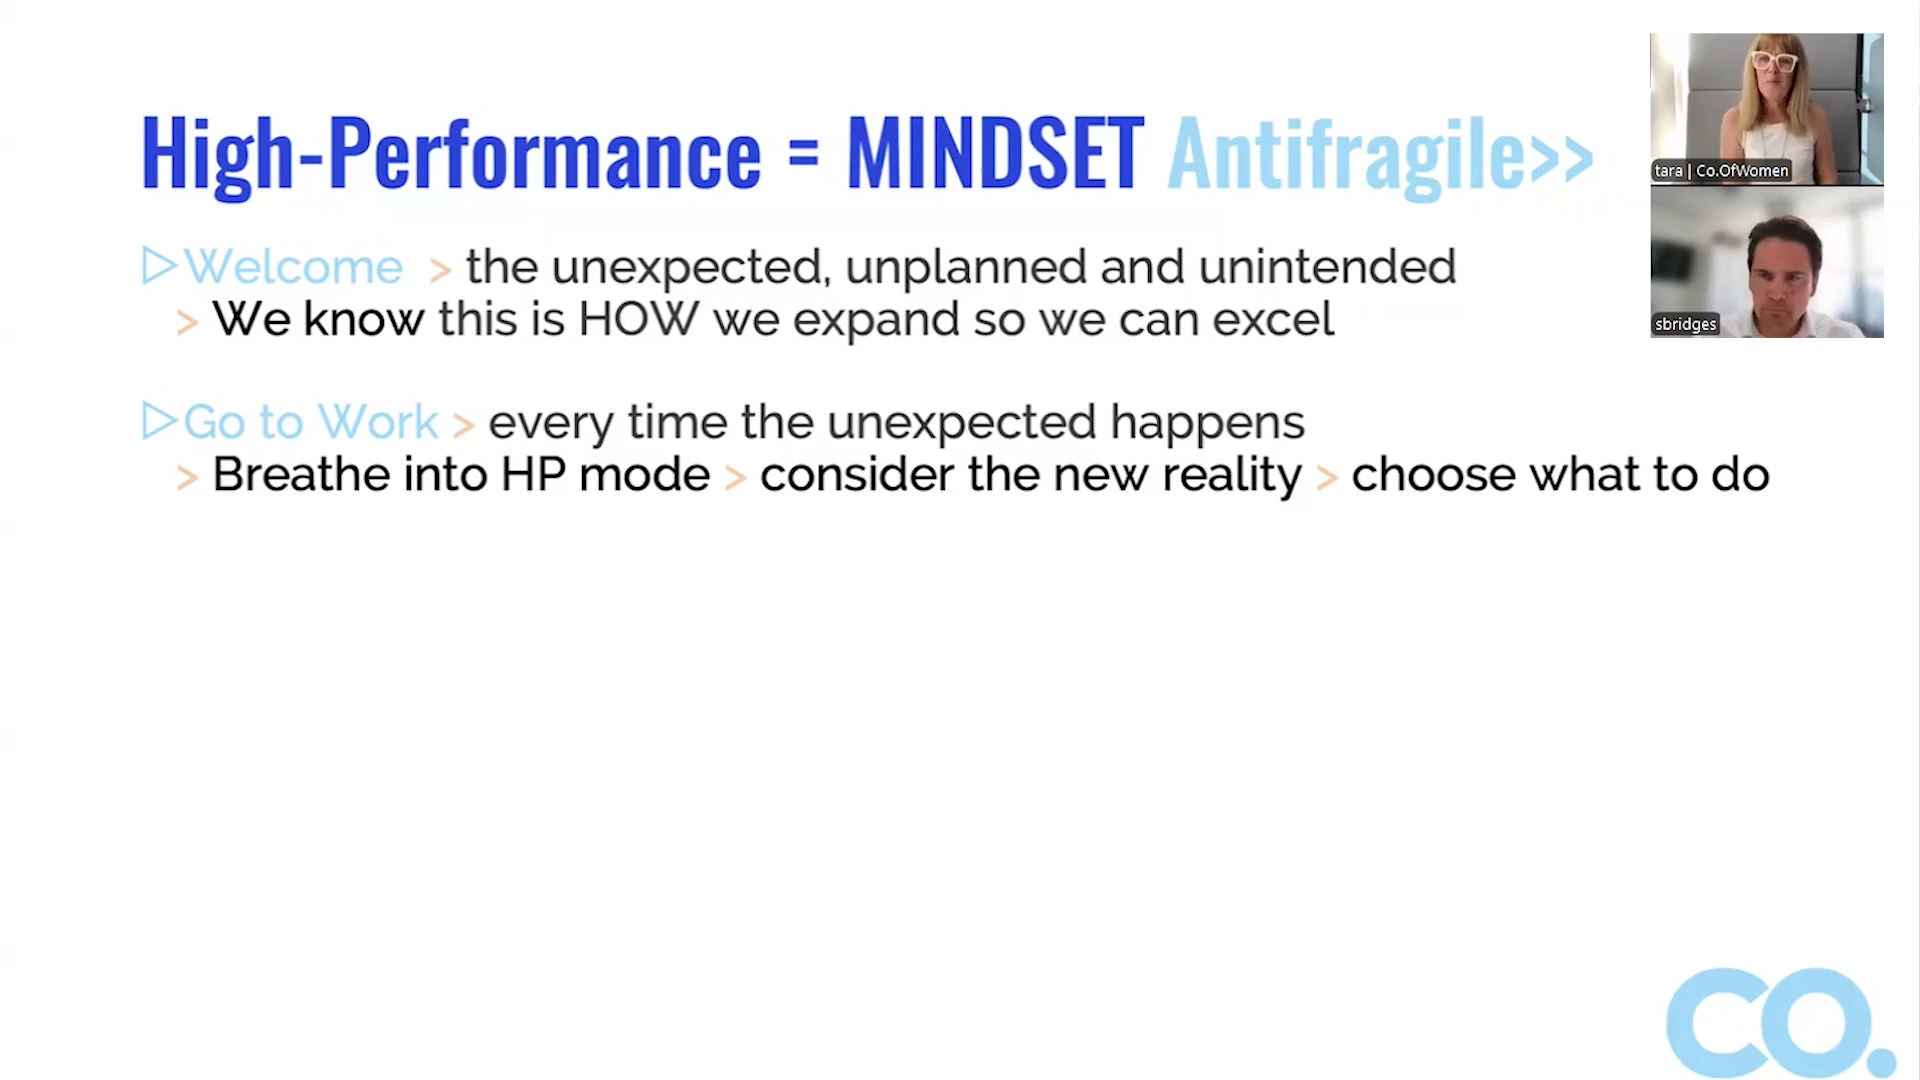 High-Performance = MINDSET Antifragile>>
▷Welcome > the unexpected, unplanned and unintended
> We know this is HOW we expand so we can excel
▷Go to Work > every time the unexpected happens
> Breathe into HP mode > consider the new reality > choose what to do
tara | Co.OfWomen
sbridges
CO.